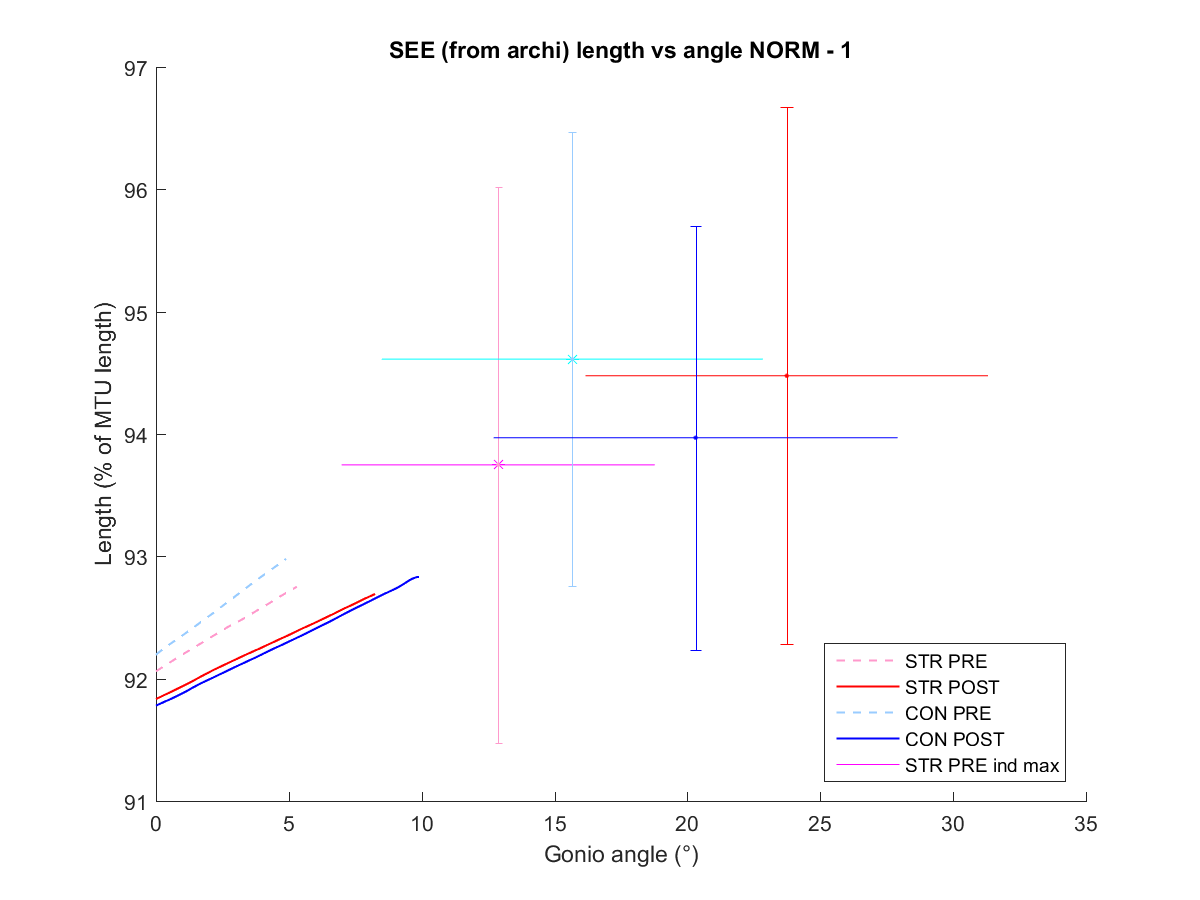 SEE (from archi) length vs angle NORM - 1
97
96
95
94
93
92
91
Length (% of MTU length)
0 5 10 15 20 25 30 35
Gonio angle (°)
STR PRE
STR POST
CON PRE
CON POST
STR PRE ind max